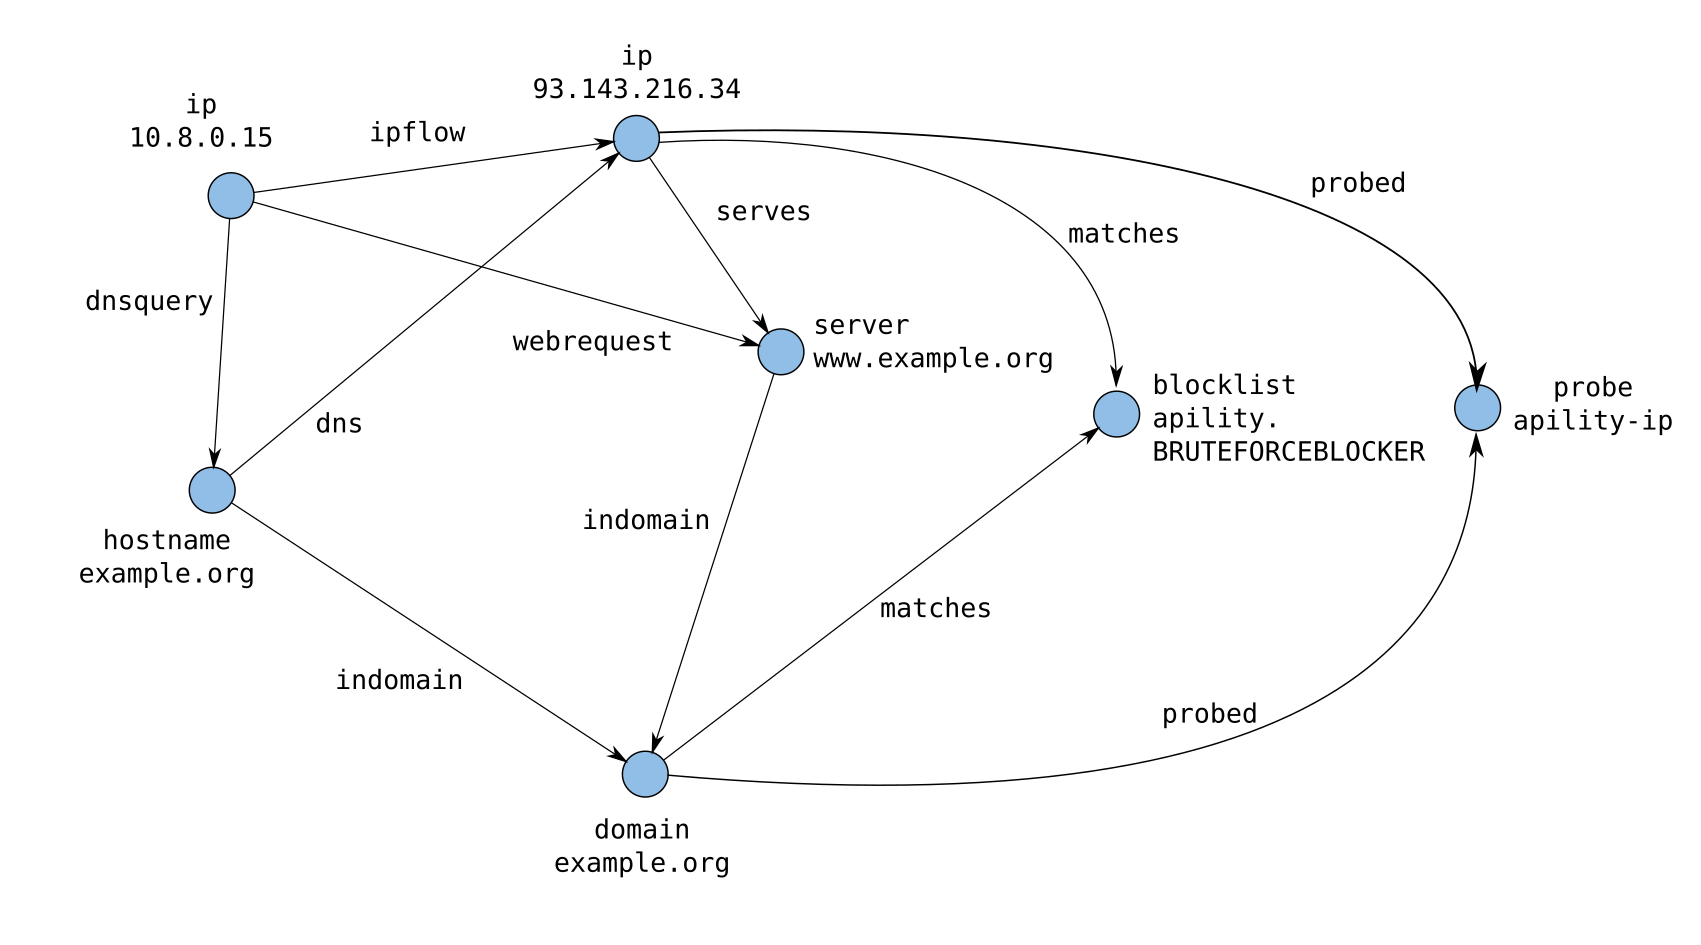 ip
93.143.216.34
ip
10.8.0.15
ipflow
probed
serves
matches
dnsquery
webrequest
server
www.example.org
blocklist
apility.
BRUTEFORCEBLOCKER
probe
apility-ip
dns
indomain
hostname
example.org
matches
indomain
probed
domain
example.org